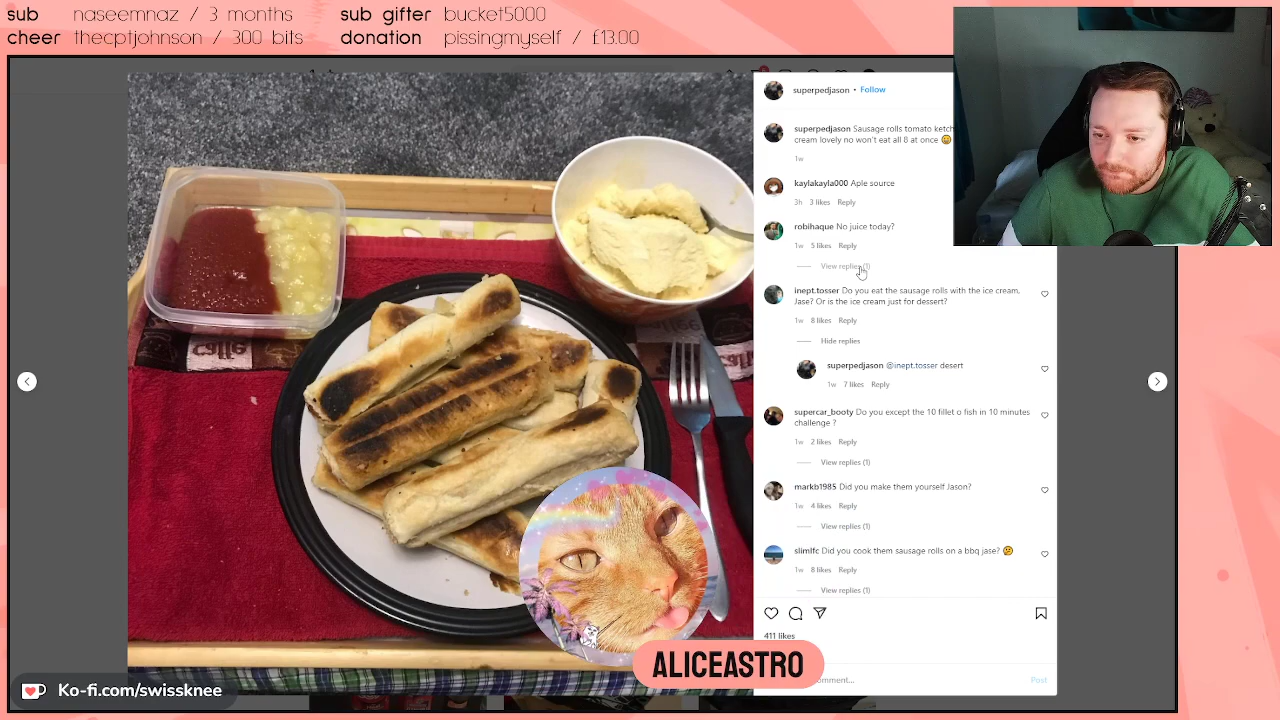 sub nasemnaz / 3 months sub gifter bucket5000
cheer thecptjohnson / 300 bits donation pissingmyself / £13.00
superpedjason • Follow
superpedjason Sausage rolls tomato
cream lovely no won't eat all 8 at once
1w
kaylakayla000 Aple source
3h 3 likes Reply
robihaque No juice today?
1w 5 likes Reply
View replies (1)
inept.tosser Do you eat the sausage rolls with the ice cream,
Jase? Or is the ice cream just for dessert?
1w 8 likes Reply
Hide replies
superpedjason @inept.tosser desert
1w 7 likes Reply
supercar_booty Do you except the 10 fillet o fish in 10 minutes
challenge ?
1w 2 likes Reply
View replies (1)
markb1985 Did you make them yourself Jason?
1w 4 likes Reply
View replies (1)
slimlfc Did you cook them sausage rolls on a bbq jase?
1w 8 likes Reply
View replies (1)
411 likes
Post
ALICEASTRO